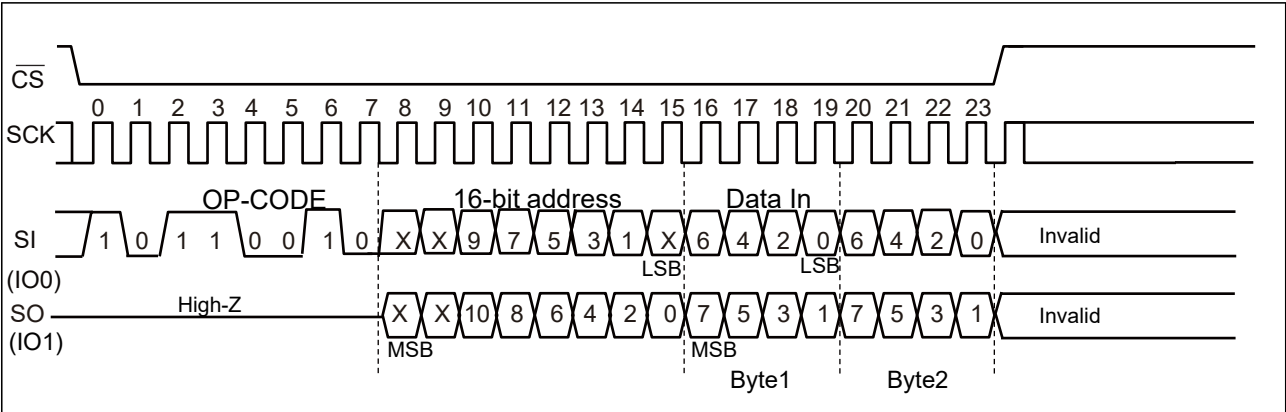 CS
0 1 2 3 4 5 6 7 8 9 10 11 12 13 14 15 16 17 18 19 20 21 22 23
SCK
OP-CODE 16-bit address Data In
SI 1 0 1 1 0 0 1 0 X X 9 7 5 3 1 X 6 4 2 0 6 4 2 0 Invalid
LSB LSB
(IO0)
SO High-Z X X 10 8 6 4 2 0 7 5 3 1 7 5 3 1 Invalid
(IO1)
MSB MSB
Byte1 Byte2